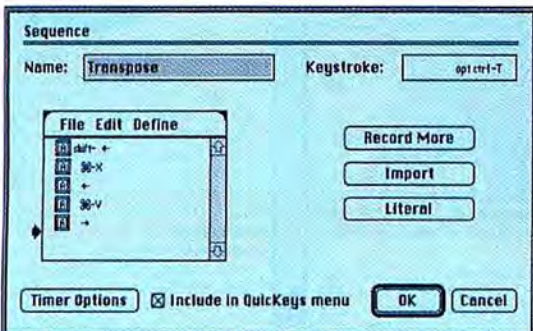 Sequence
Name: Transpose Keystroke: opt ctrl-T
File Edit Define
shift- ←
⌘-X
←
⌘-V
→
Record More
Import
Literal
Timer Options ☒ Include in QuicKeys menu OK Cancel